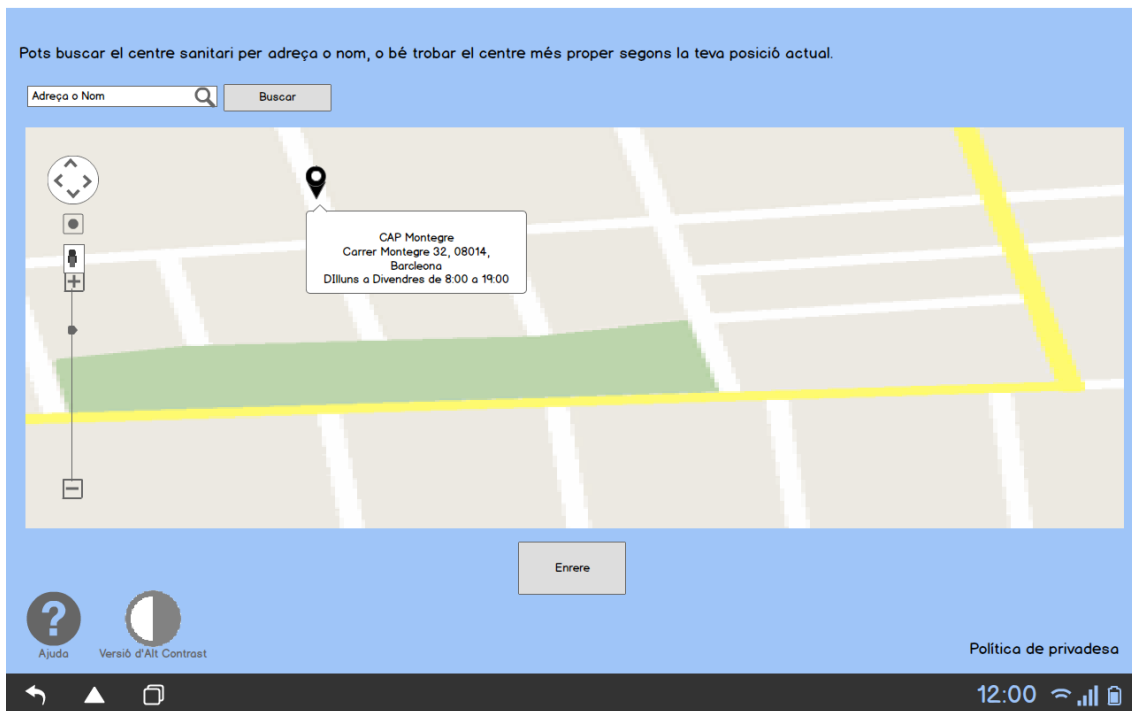 Pots buscar el centre sanitari per adreça o nom, o bé trobar el centre més proper segons la teva posició actual.
Adreça o Nom
Buscar
CAP Montegre
Carrer Montegre 32, 08014,
Barcleona
DIlluns a Divendres de 8:00 a 19:00
Enrere
?
Ajuda
Versió d'Alt Contrast
Política de privadesa
12:00